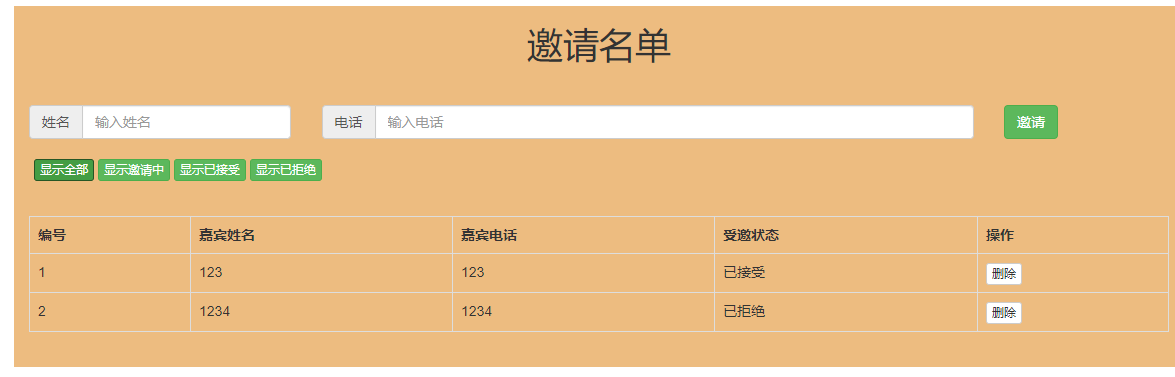 邀请名单
姓名 输入姓名 电话 输入电话 邀请
显示全部 显示邀请中 显示已接受 显示已拒绝
编号 嘉宾姓名 嘉宾电话 受邀状态 操作
1 123 123 已接受 删除
2 1234 1234 已拒绝 删除